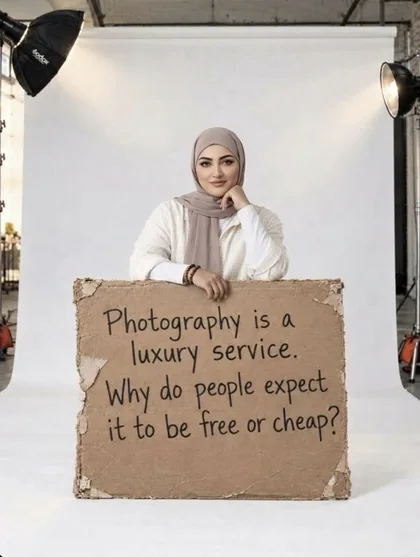 Godox
Photography is a
luxury service.
Why do people expect
it to be free or cheap?